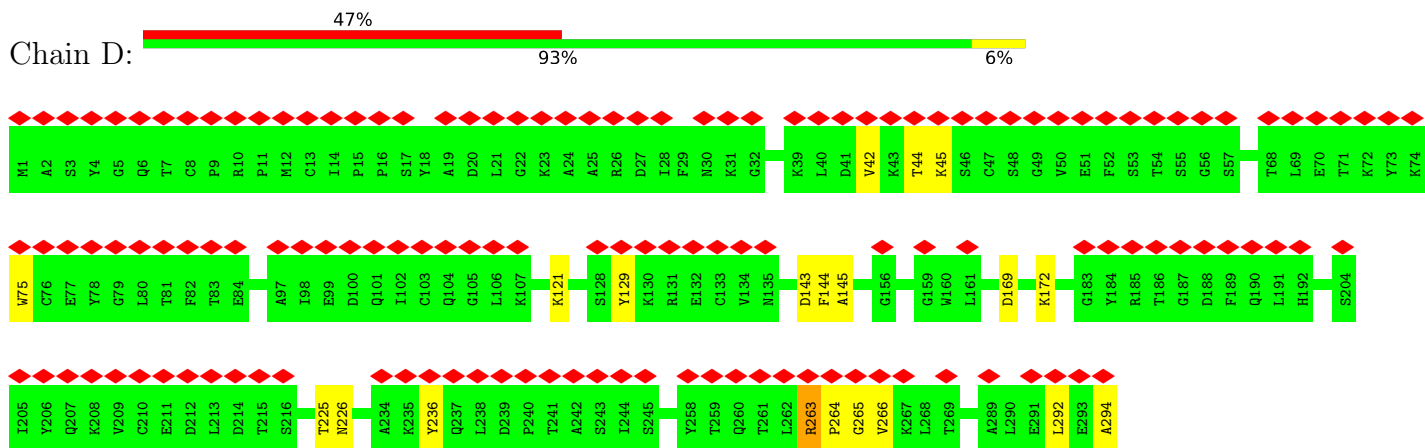 47%
Chain D:
93% 6%
M1 A2 S3 Y4 G5 Q6 T7 C8 P9 R10 P11 M12 C13 I14 P15 P16 S17 Y18 A19 D20 L21 G22 K23 A24 A25 R26 D27 I28 F29 N30 K31 G32 K39 L40 D41 V42 K43 T44 K45 S46 C47 S48 G49 V50 E51 F52 S53 T54 S55 G56 S57 T68 L69 E70 T71 K72 Y73 K74
W75 C76 E77 Y78 G79 L80 T81 F82 T83 E84 A97 I98 E99 D100 Q101 I102 C103 Q104 G105 L106 K107 K121 S128 Y129 K130 R131 E132 C133 V134 N135 D143 F144 A145 G156 G159 W160 L161 D169 K172 G183 Y184 R185 T186 G187 D188 F189 Q190 L191 H192 S204
I205 Y206 Q207 K208 V209 C210 E211 D212 L213 D214 T215 S216 T225 N226 A234 K235 Y236 Q237 L238 D239 P240 T241 A242 S243 I244 S245 Y258 T259 Q260 T261 L262 R263 P264 G265 V266 K267 L268 T269 A289 L290 E291 L292 E293 A294